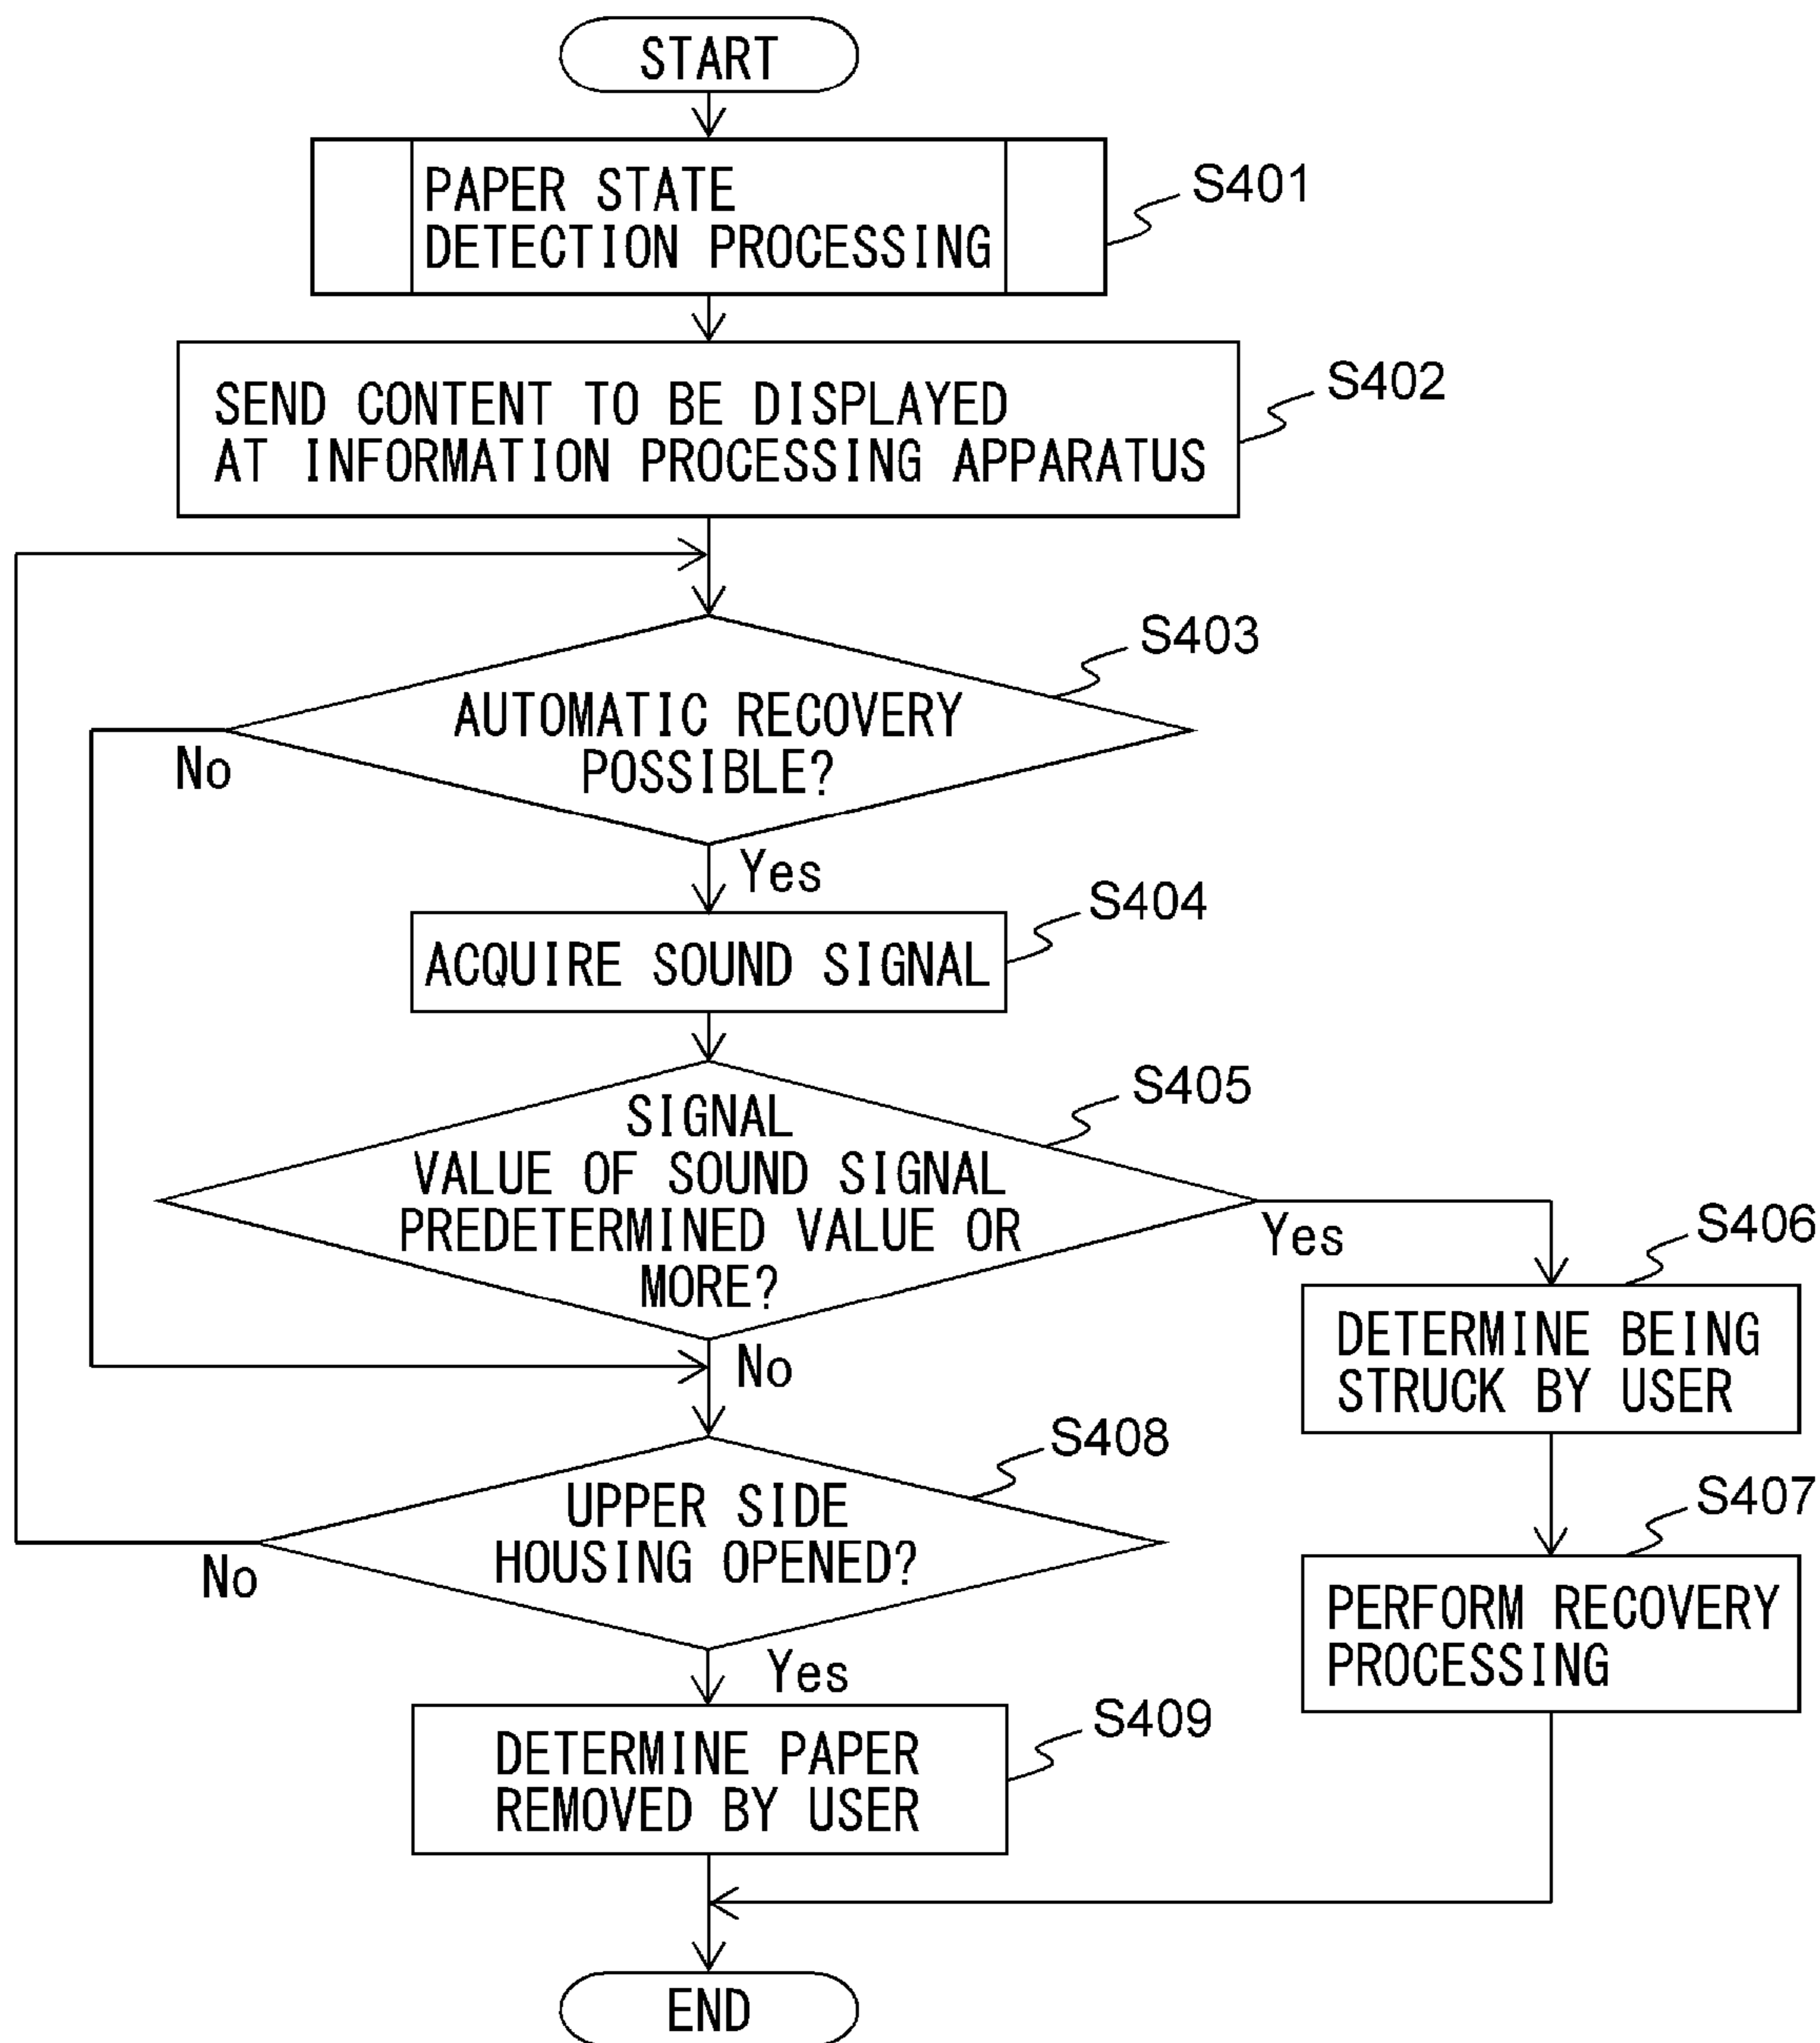 START
PAPER STATE
DETECTION PROCESSING
S401
SEND CONTENT TO BE DISPLAYED
AT INFORMATION PROCESSING APPARATUS
S402
S403
AUTOMATIC RECOVERY
POSSIBLE?
No
Yes
S404
ACQUIRE SOUND SIGNAL
S405
SIGNAL
VALUE OF SOUND SIGNAL
PREDETERMINED VALUE OR
MORE?
Yes
No
S406
DETERMINE BEING
STRUCK BY USER
S407
PERFORM RECOVERY
PROCESSING
S408
UPPER SIDE
HOUSING OPENED?
No
Yes
S409
DETERMINE PAPER
REMOVED BY USER
END